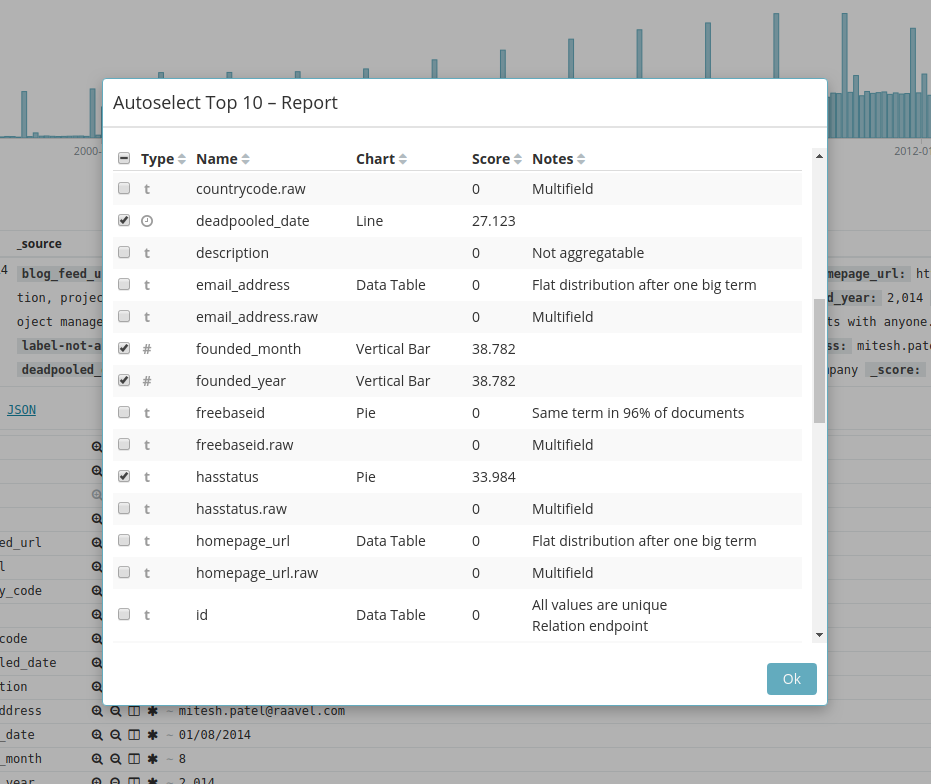 2000-
2012-01
Autoselect Top 10 – Report
Type Name Chart Score Notes
countrycode.raw 0 Multifield
deadpooled_date Line 27.123
t description 0 Not aggregatable
t email_address Data Table 0 Flat distribution after one big term
t email_address.raw 0 Multifield
# founded_month Vertical Bar 38.782
# founded_year Vertical Bar 38.782
t freebaseid Pie 0 Same term in 96% of documents
t freebaseid.raw 0 Multifield
t hasstatus Pie 33.984
t hasstatus.raw 0 Multifield
t homepage_url Data Table 0 Flat distribution after one big term
t homepage_url.raw 0 Multifield
t id Data Table 0 All values are unique
Relation endpoint
Ok
_source
4 blog_feed_u mepage_url: ht
tion, projec d_year: 2,014
oject manage ts with anyone.
label-not-a ss: mitesh.pat
deadpooled_ pany _score:
JSON
ed_url
l
y_code
code
led_date
tion
ddress ~ mitesh.patel@raavel.com
_date ~ 01/08/2014
_month ~ 8
_year ~ 2,014